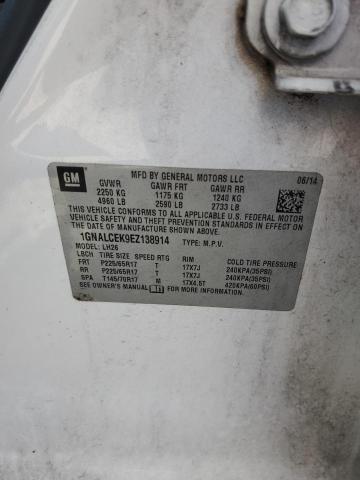 GM
MFD BY GENERAL MOTORS LLC 06/14
GVWR GAWR FRT GAWR RR
2250 KG 1175 KG 1240 KG
4960 LB 2590 LB 2733 LB
THIS VEHICLE CONFORMS TO ALL APPLICABLE U.S. FEDERAL MOTOR
VEHICLE SAFETY AND THEFT PREVENTION STANDARDS IN EFFECT ON
THE DATE OF MANUFACTURE SHOWN ABOVE.
1GNALCEK9EZ138914 TYPE: M.P.V.
MODEL: LH26
LBCH TIRE SIZE SPEED RTG RIM COLD TIRE PRESSURE
FRT P225/65R17 T 17X7J 240KPA(35PSI)
RR P225/65R17 T 17X7J 240KPA(35PSI)
SPA T145/70R17 M 17X4.5T 420KPA(60PSI)
SEE OWNER'S MANUAL FOR MORE INFORMATION.